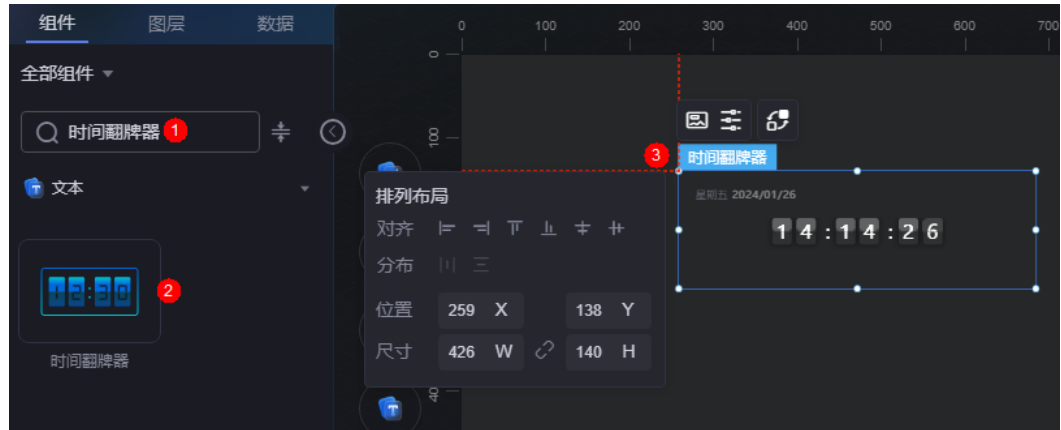 组件 图层 数据
全部组件
时间翻牌器 1
文本
12:30
2
时间翻牌器
0 100 200 300 400 500 600 700
0
100
40
3
时间翻牌器
星期五 2024/01/26
14:14:26
排列布局
对齐
分布
位置 259 X 138 Y
尺寸 426 W 140 H